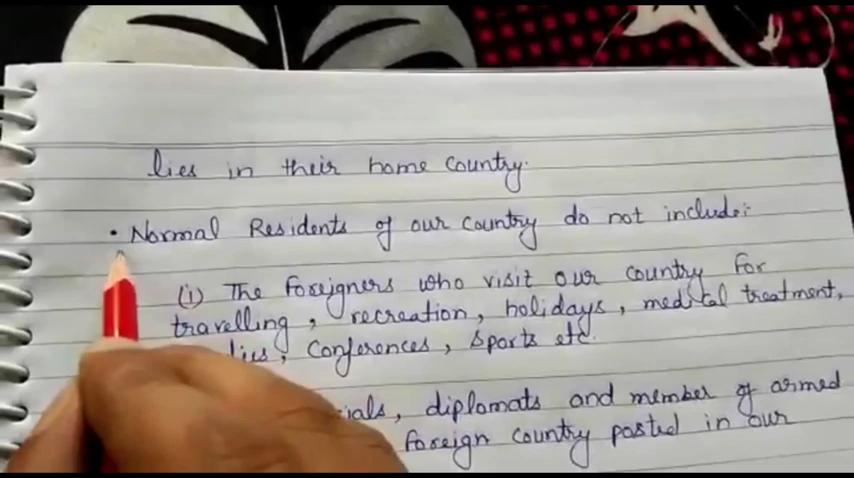 lies in their home country.
• Normal Residents of our country do not include:-
(i) The foreigners who visit our country for
travelling, recreation, holidays, medical treatment,
conferences, sports etc.
diplomats and member of armed
foreign country posted in our